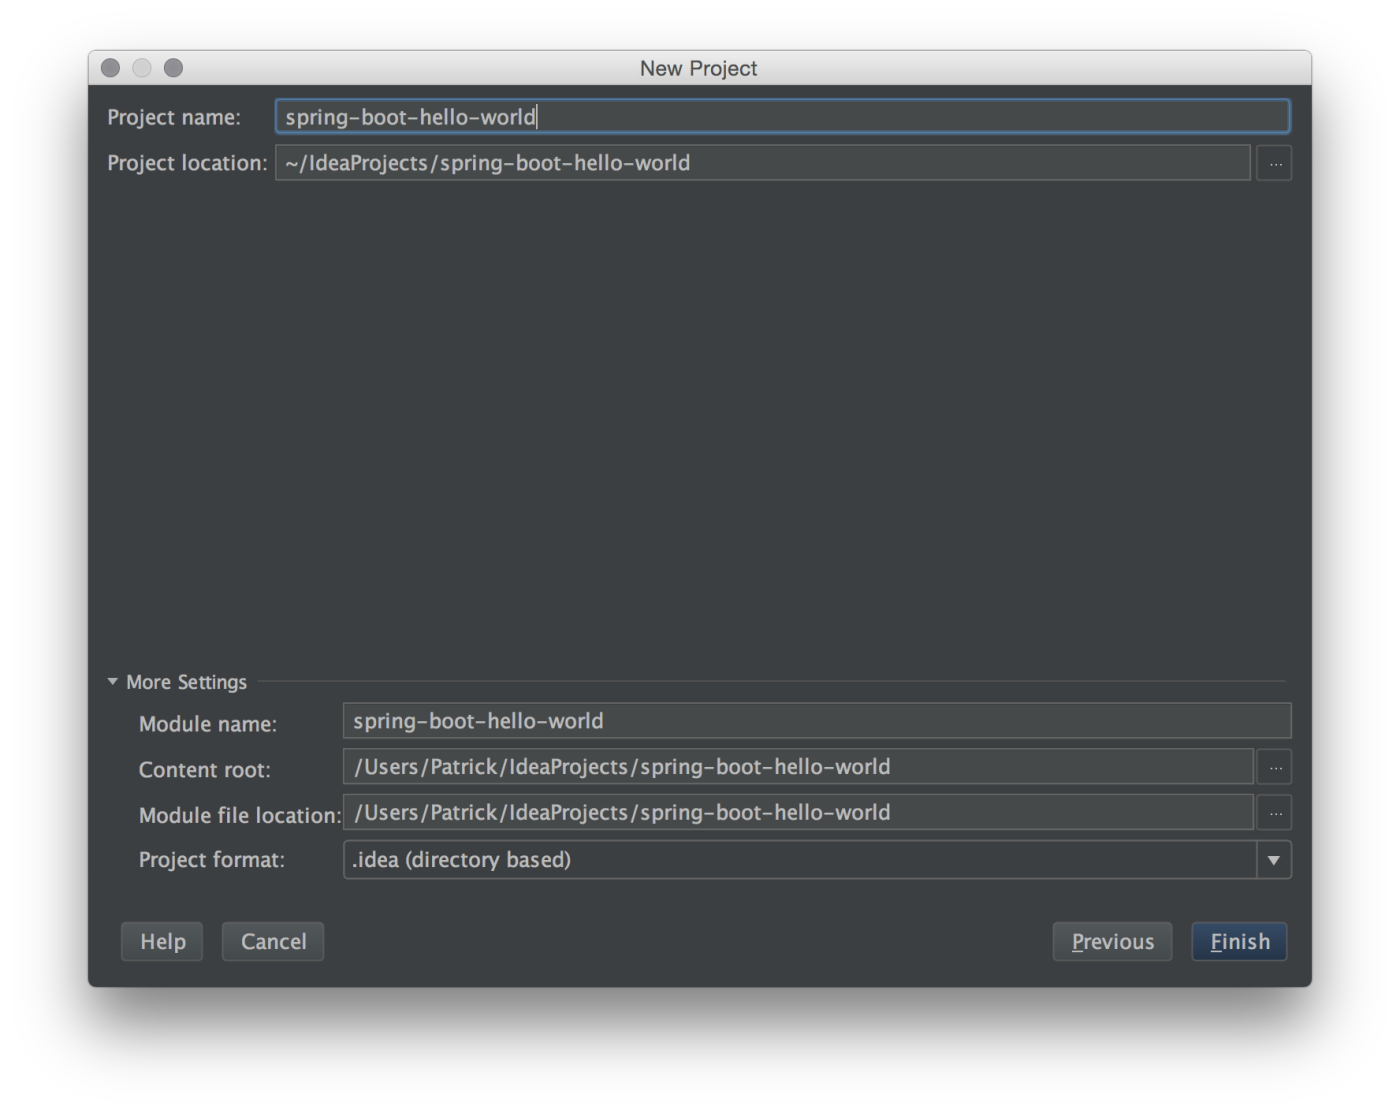 New Project
Project name: spring-boot-hello-world
Project location: ~/IdeaProjects/spring-boot-hello-world ...
More Settings
Module name: spring-boot-hello-world
Content root: /Users/Patrick/IdeaProjects/spring-boot-hello-world ...
Module file location: /Users/Patrick/IdeaProjects/spring-boot-hello-world ...
Project format: .idea (directory based)
Help Cancel Previous Finish